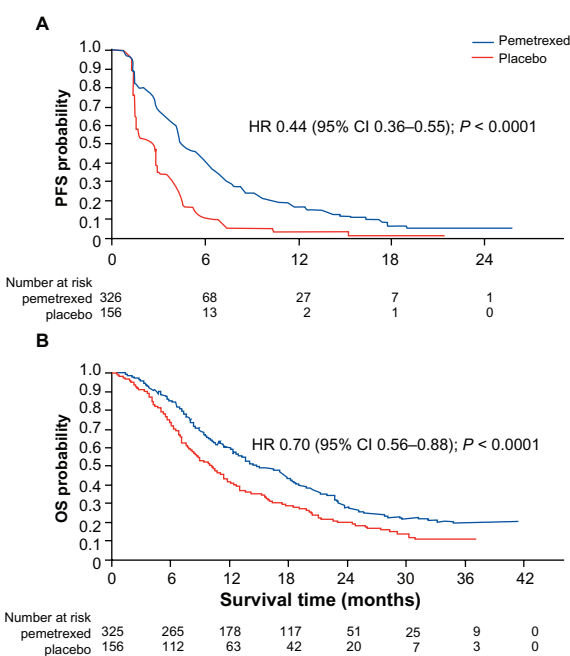 A
Pemetrexed
Placebo
PFS probability
1.0
0.9
0.8
0.7
0.6
0.5
0.4
0.3
0.2
0.1
0
HR 0.44 (95% CI 0.36–0.55); P < 0.0001
0 6 12 18 24
Number at risk
pemetrexed 326 68 27 7 1
placebo 156 13 2 1 0
B
OS probability
1.0
0.9
0.8
0.7
0.6
0.5
0.4
0.3
0.2
0.1
0
HR 0.70 (95% CI 0.56–0.88); P < 0.0001
0 6 12 18 24 30 36 42
Survival time (months)
Number at risk
pemetrexed 325 265 178 117 51 25 9 0
placebo 156 112 63 42 20 7 3 0